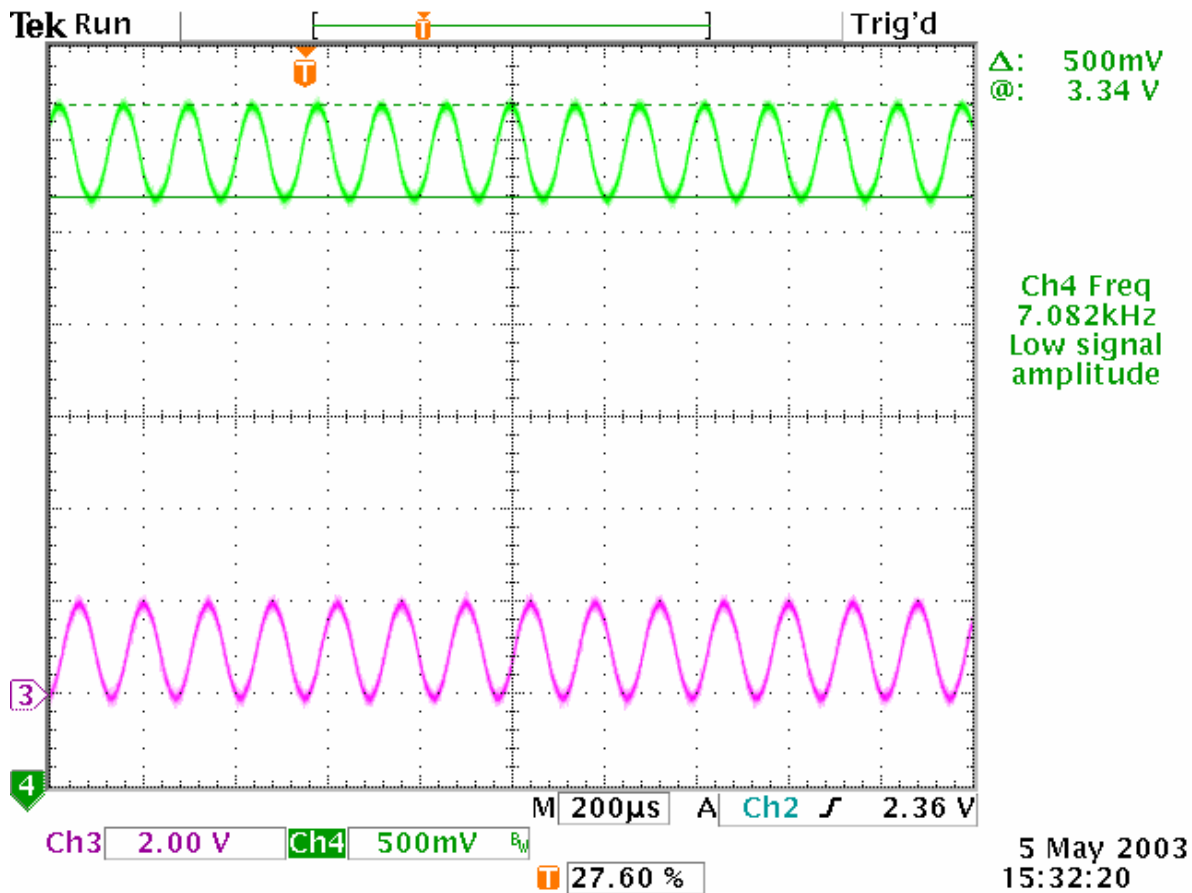 Tek Run
T
Trig'd
T
Δ: 500mV
@: 3.34 V
Ch4 Freq
7.082kHz
Low signal
amplitude
3
4
M 200µs A Ch2 2.36 V
Ch3 2.00 V Ch4 500mV BW
T 27.60 %
5 May 2003
15:32:20